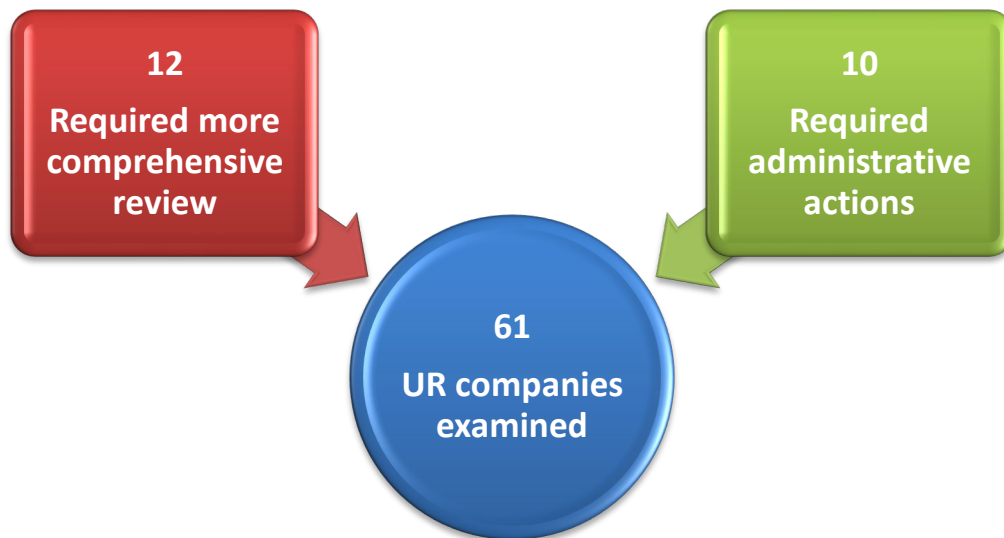 12
Required more
comprehensive
review
10
Required
administrative
actions
61
UR companies
examined